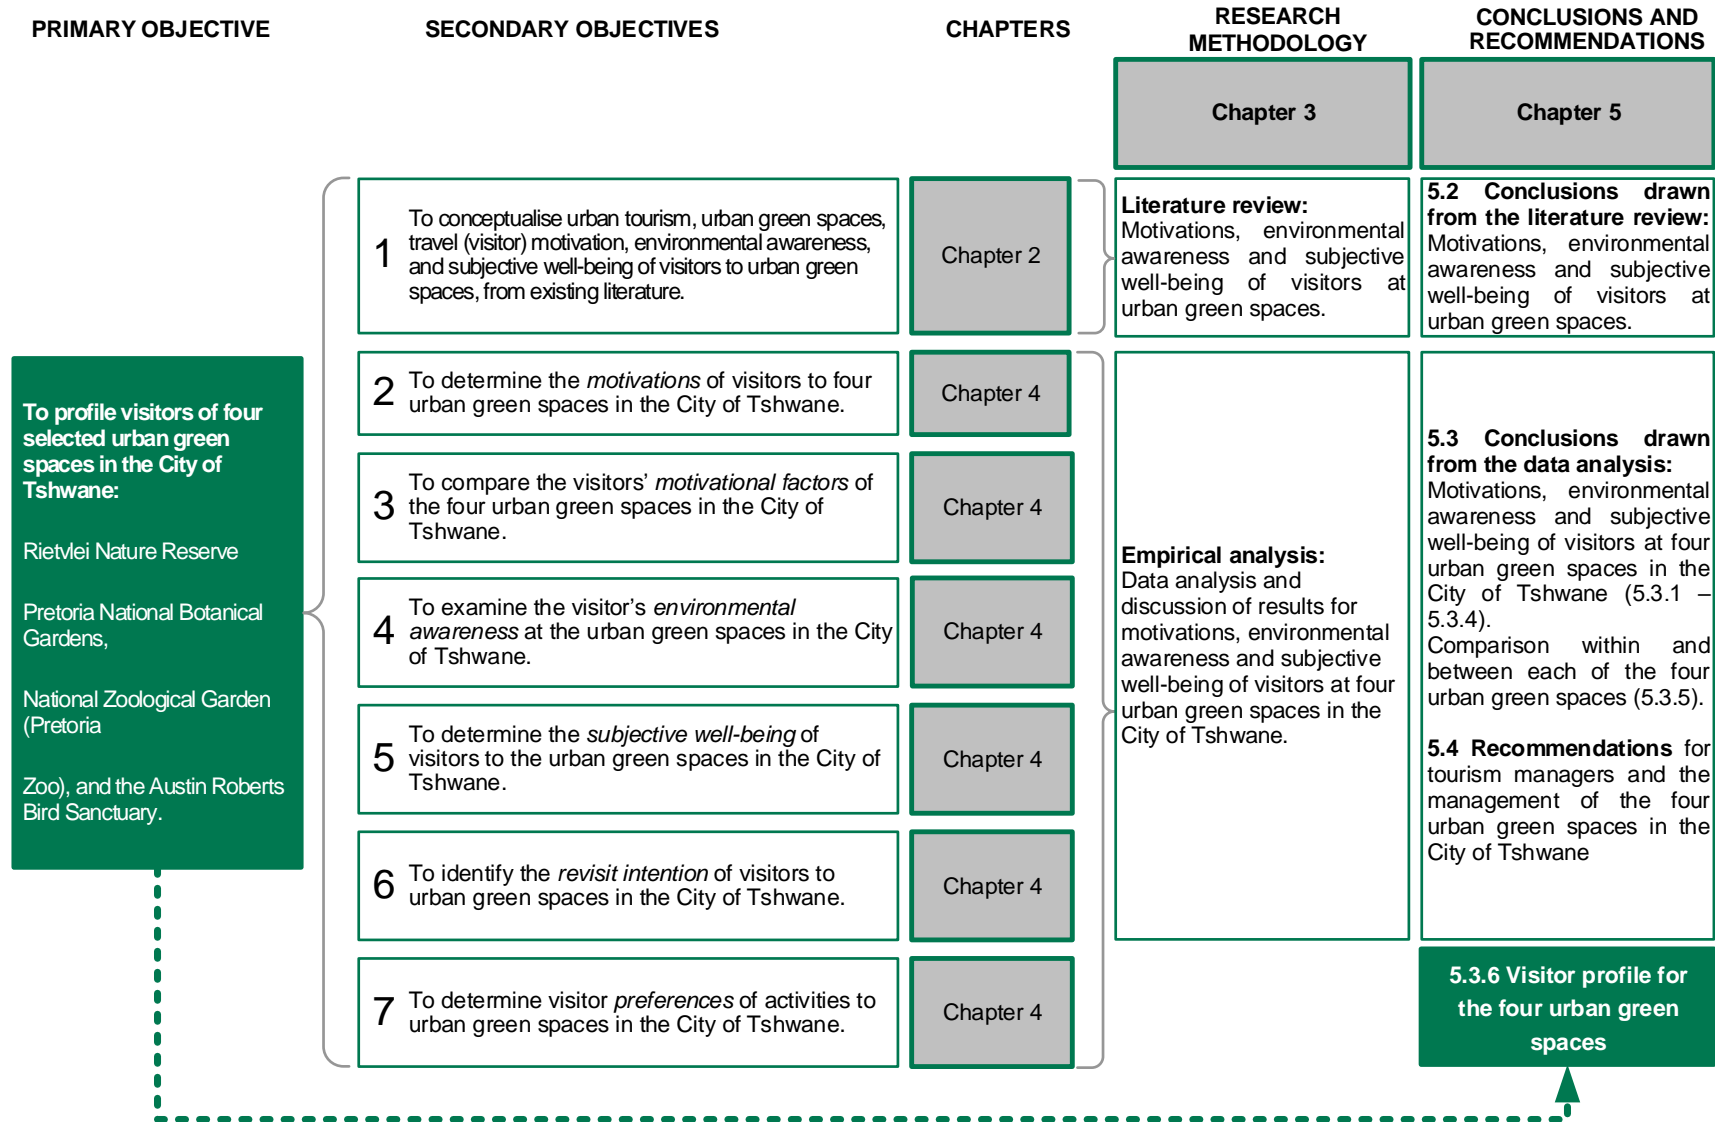 PRIMARY OBJECTIVE
SECONDARY OBJECTIVES
CHAPTERS
RESEARCH
METHODOLOGY
CONCLUSIONS AND
RECOMMENDATIONS
Chapter 3
Chapter 5
To profile visitors of four
selected urban green
spaces in the City of
Tshwane:
Rietvlei Nature Reserve
Pretoria National Botanical
Gardens,
National Zoological Garden
(Pretoria
Zoo), and the Austin Roberts
Bird Sanctuary.
1
To conceptualise urban tourism, urban green spaces,
travel (visitor) motivation, environmental awareness,
and subjective well-being of visitors to urban green
spaces, from existing literature.
Chapter 2
2
To determine the motivations of visitors to four
urban green spaces in the City of Tshwane.
Chapter 4
3
To compare the visitors’ motivational factors of
the four urban green spaces in the City of
Tshwane.
Chapter 4
4
To examine the visitor’s environmental
awareness at the urban green spaces in the City
of Tshwane.
Chapter 4
5
To determine the subjective well-being of
visitors to the urban green spaces in the City of
Tshwane.
Chapter 4
6
To identify the revisit intention of visitors to
urban green spaces in the City of Tshwane.
Chapter 4
7
To determine visitor preferences of activities to
urban green spaces in the City of Tshwane.
Chapter 4
Literature review:
Motivations, environmental
awareness and subjective
well-being of visitors at
urban green spaces.
Empirical analysis:
Data analysis and
discussion of results for
motivations, environmental
awareness and subjective
well-being of visitors at four
urban green spaces in the
City of Tshwane.
5.2 Conclusions drawn
from the literature review:
Motivations, environmental
awareness and subjective
well-being of visitors at
urban green spaces.
5.3 Conclusions drawn
from the data analysis:
Motivations, environmental
awareness and subjective
well-being of visitors at four
urban green spaces in the
City of Tshwane (5.3.1 –
5.3.4).
Comparison within and
between each of the four
urban green spaces (5.3.5).
5.4 Recommendations for
tourism managers and the
management of the four
urban green spaces in the
City of Tshwane
5.3.6 Visitor profile for
the four urban green
spaces